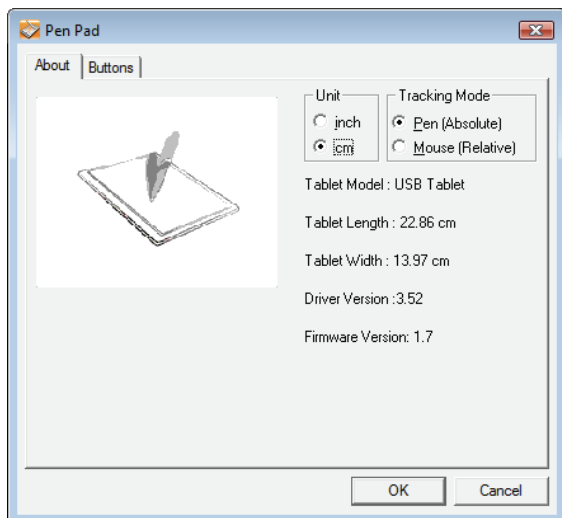 Pen Pad
About
Buttons
Unit
inch
cm
Tracking Mode
Pen (Absolute)
Mouse (Relative)
Tablet Model : USB Tablet
Tablet Length : 22.86 cm
Tablet Width : 13.97 cm
Driver Version :3.52
Firmware Version: 1.7
OK
Cancel